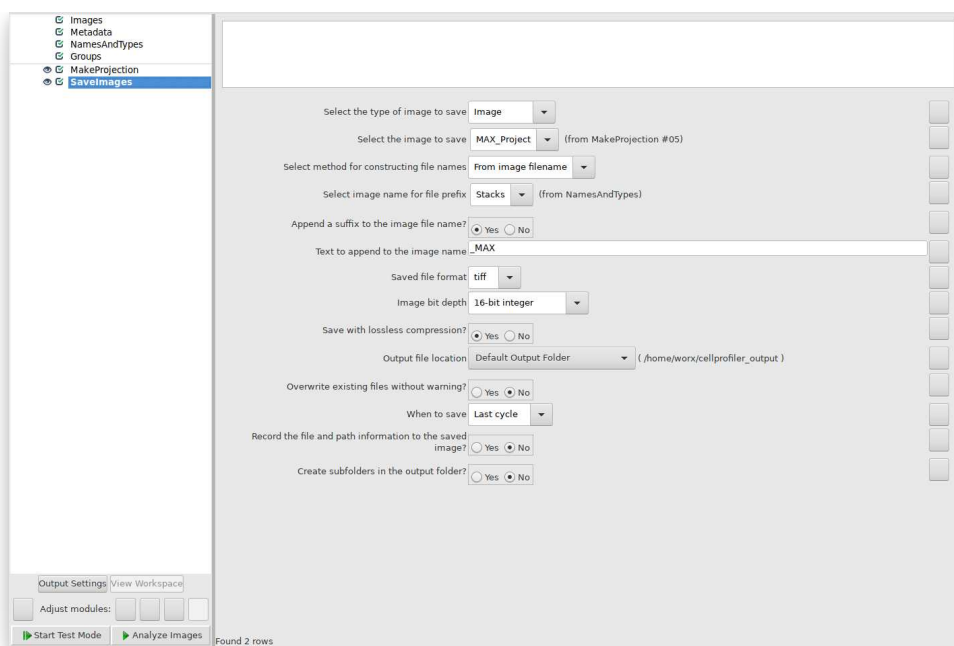 Images
Metadata
NamesAndTypes
Groups
MakeProjection
SaveImages
Select the type of image to save Image
Select the image to save MAX_Project (from MakeProjection #05)
Select method for constructing file names From image filename
Select image name for file prefix Stacks (from NamesAndTypes)
Append a suffix to the image file name? Yes No
Text to append to the image name _MAX
Saved file format tiff
Image bit depth 16-bit integer
Save with lossless compression? Yes No
Output file location Default Output Folder ( /home/worx/cellprofiler_output )
Overwrite existing files without warning? Yes No
When to save Last cycle
Record the file and path information to the saved
image? Yes No
Create subfolders in the output folder? Yes No
Output Settings View Workspace
Adjust modules:
Start Test Mode Analyze Images
Found 2 rows